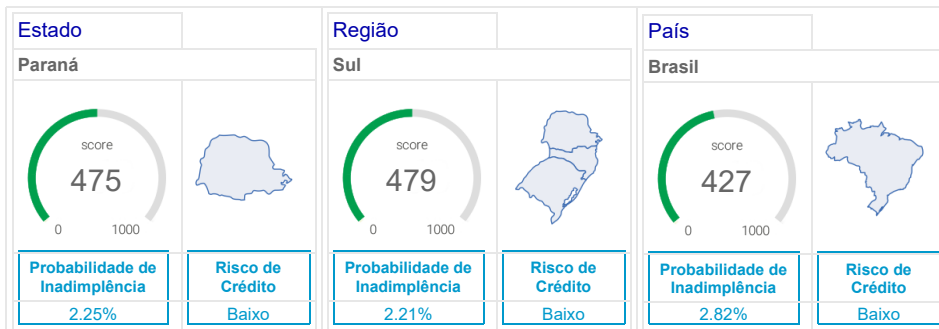 Estado
Paraná
score
475
0 1000
Probabilidade de
Inadimplência
2.25%
Risco de
Crédito
Baixo
Região
Sul
score
479
0 1000
Probabilidade de
Inadimplência
2.21%
Risco de
Crédito
Baixo
País
Brasil
score
427
0 1000
Probabilidade de
Inadimplência
2.82%
Risco de
Crédito
Baixo